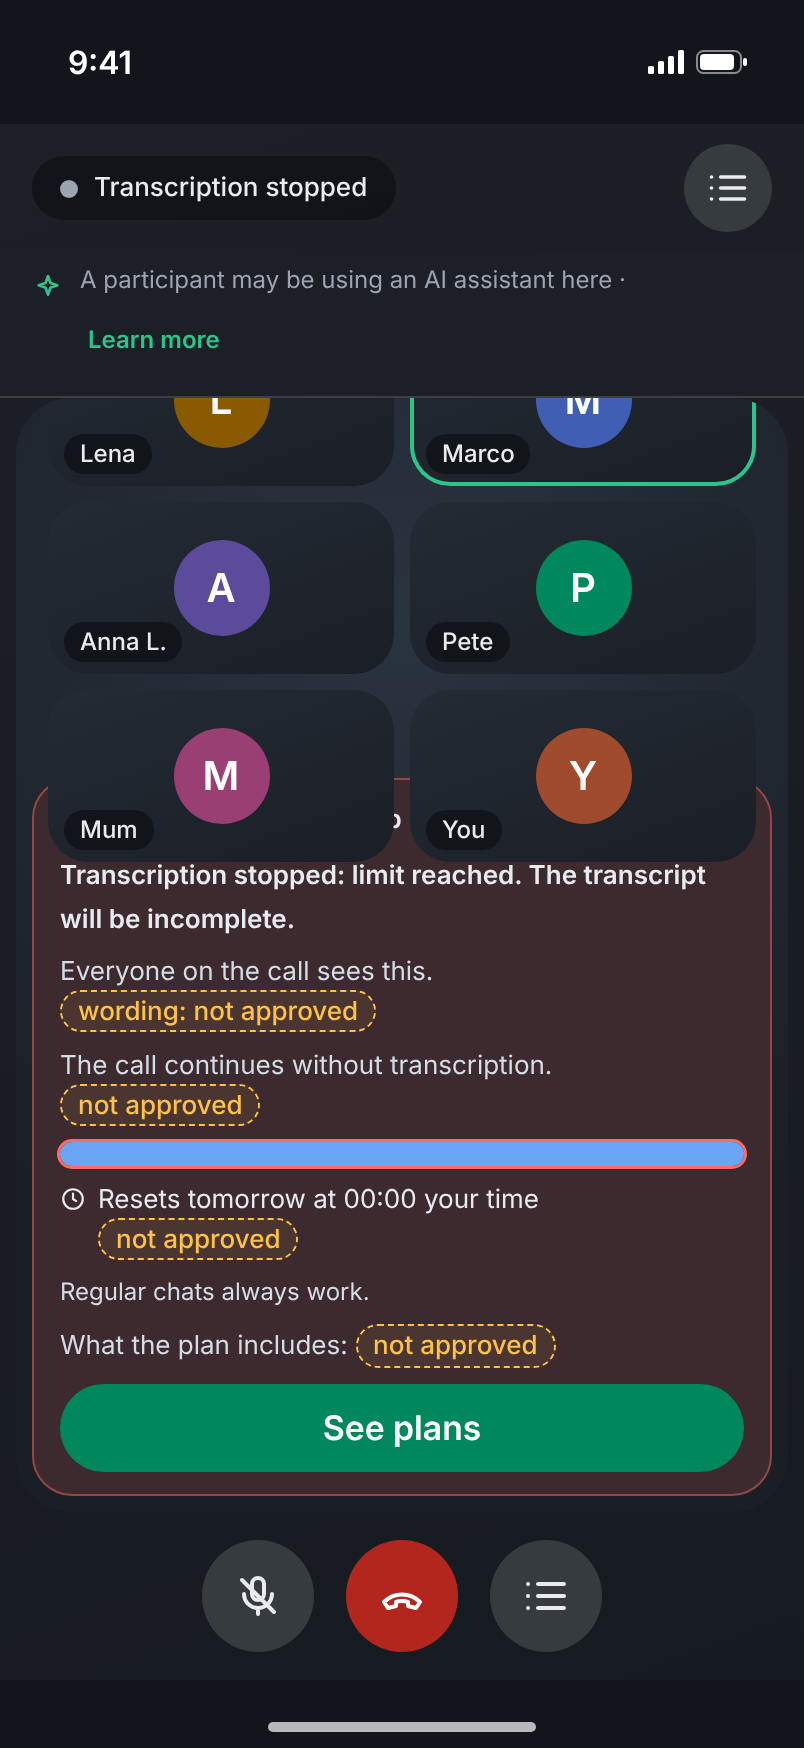 9:41
Transcription stopped
A participant may be using an AI assistant here ·
Learn more
L
M
Lena
Marco
A
P
Anna L.
Pete
M
Y
Mum
You
Transcription stopped: limit reached. The transcript
will be incomplete.
Everyone on the call sees this.
wording: not approved
The call continues without transcription.
not approved
Resets tomorrow at 00:00 your time
not approved
Regular chats always work.
What the plan includes: not approved
See plans